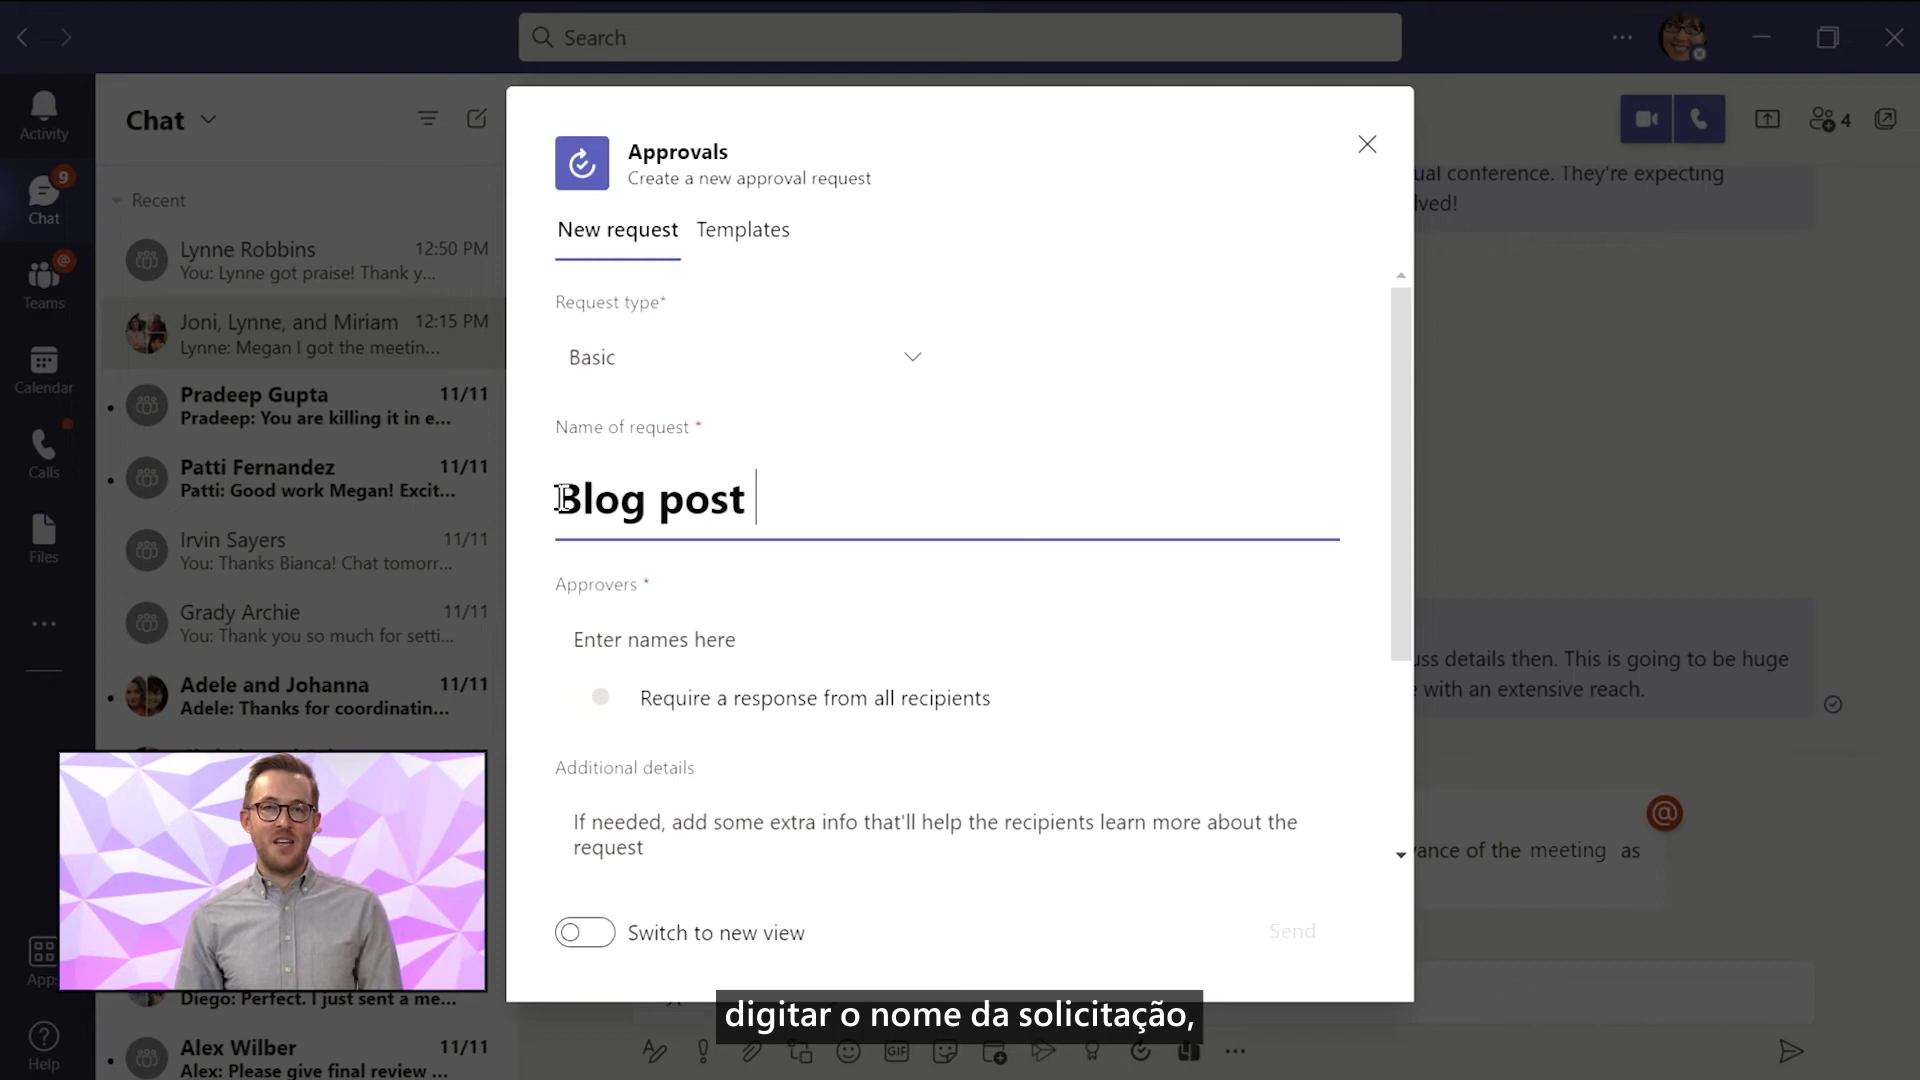 Search
Activity
9
Chat
Teams
Calendar
Calls
Files
Apps
Help
Chat
Recent
Lynne Robbins 12:50 PM
You: Lynne got praise! Thank y...
Joni, Lynne, and Miriam 12:15 PM
Lynne: Megan I got the meetin...
Pradeep Gupta 11/11
Pradeep: You are killing it in e...
Patti Fernandez 11/11
Patti: Good work Megan! Excit...
Irvin Sayers 11/11
You: Thanks Bianca! Chat tomorr...
Grady Archie 11/11
You: Thank you so much for setti...
Adele and Johanna 11/11
Adele: Thanks for coordinatin...
Diego: Perfect. I just sent a me...
Alex Wilber 11/11
Alex: Please give final review ...
Approvals
Create a new approval request
New request Templates
Request type*
Basic
Name of request *
Blog post
Approvers *
Enter names here
Require a response from all recipients
Additional details
If needed, add some extra info that'll help the recipients learn more about the
request
Switch to new view
Send
4
ual conference. They're expecting
lved!
uss details then. This is going to be huge
with an extensive reach.
@
vance of the meeting as
digitar o nome da solicitação,
GIF